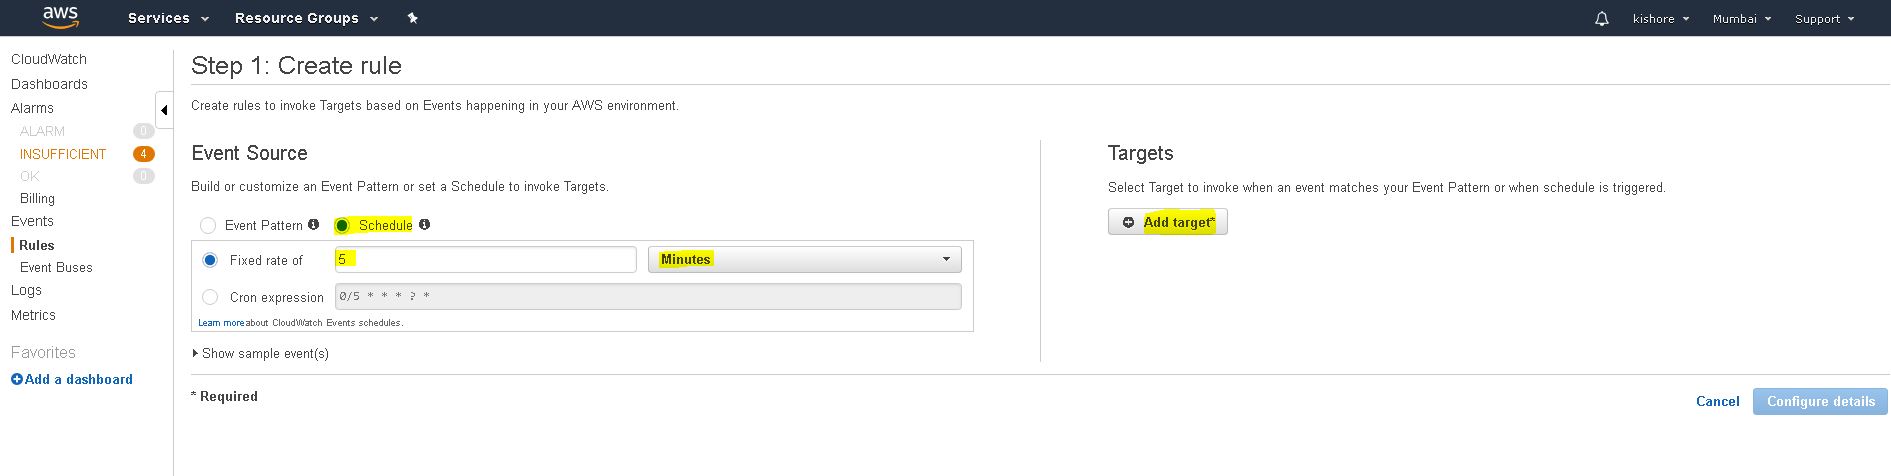 aws Services Resource Groups kishore Mumbai Support
CloudWatch
Dashboards
Alarms
ALARM 0
INSUFFICIENT 4
OK 0
Billing
Events
Rules
Event Buses
Logs
Metrics
Favorites
Add a dashboard
Step 1: Create rule
Create rules to invoke Targets based on Events happening in your AWS environment.
Event Source
Build or customize an Event Pattern or set a Schedule to invoke Targets.
Event Pattern Schedule
Fixed rate of 5 Minutes
Cron expression 0/5 * * * ? *
Learn more about CloudWatch Events schedules.
Show sample event(s)
Targets
Select Target to invoke when an event matches your Event Pattern or when schedule is triggered.
Add target*
* Required
Cancel Configure details